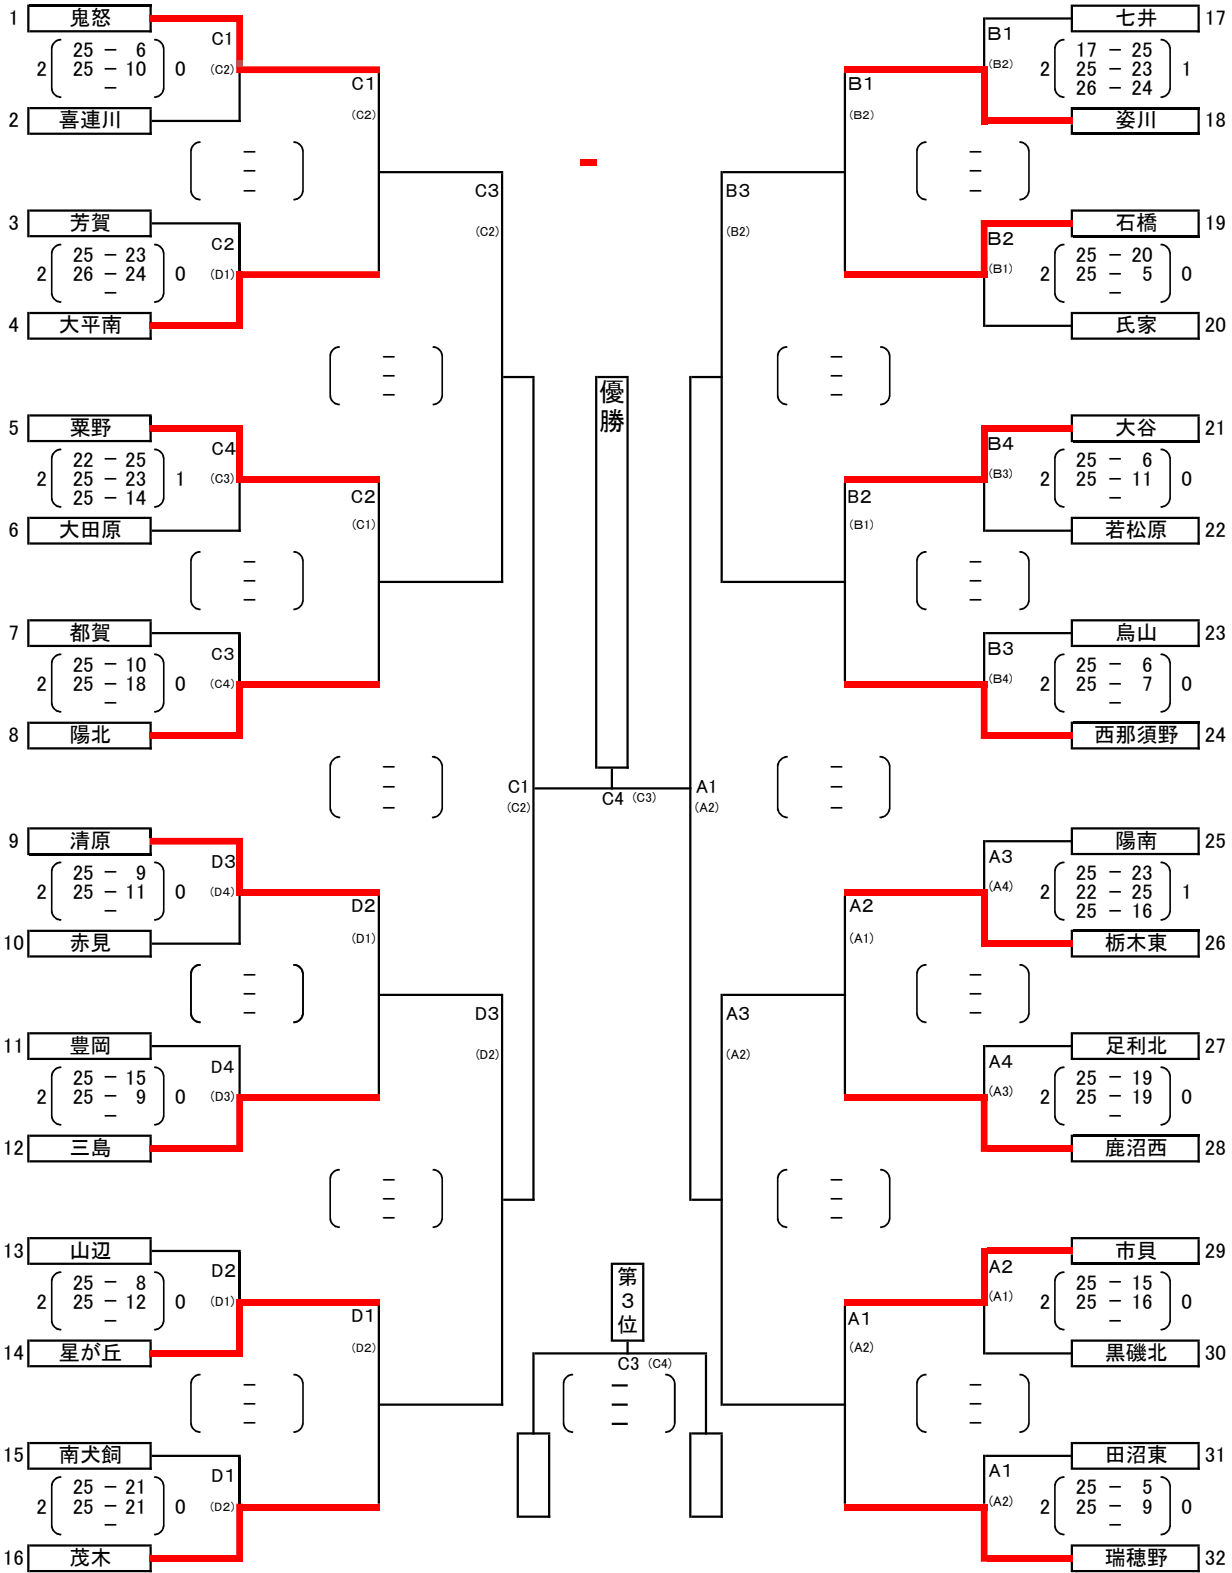 1 鬼怒
C1
(C2)
2 25 - 6 0
25 - 10
-
2 喜連川
C1
(C2)
-
-
-
3 芳賀
C2
(D1)
2 25 - 23 0
26 - 24
-
4 大平南
C3
(C2)
-
-
-
5 粟野
C4
(C3)
2 22 - 25 1
25 - 23
25 - 14
6 大田原
C2
(C1)
-
-
-
7 都賀
C3
(C4)
2 25 - 10 0
25 - 18
-
8 陽北
-
-
-
C1
(C2)
9 清原
D3
(D4)
2 25 - 9 0
25 - 11
-
10 赤見
D2
(D1)
-
-
-
11 豊岡
D4
(D3)
2 25 - 15 0
25 - 9
-
12 三島
D3
(D2)
-
-
-
13 山辺
D2
(D1)
2 25 - 8 0
25 - 12
-
14 星が丘
D1
(D2)
-
-
-
15 南犬飼
D1
(D2)
2 25 - 21 0
25 - 21
-
16 茂木
優勝
C4 (C3)
第3位
C3 (C4)
-
-
-
七井 17
B1
(B2)
2 17 - 25 1
25 - 23
26 - 24
姿川 18
B1
(B2)
-
-
-
石橋 19
B2
(B1)
2 25 - 20 0
25 - 5
-
氏家 20
B3
(B2)
-
-
-
大谷 21
B4
(B3)
2 25 - 6 0
25 - 11
-
若松原 22
B2
(B1)
-
-
-
烏山 23
B3
(B4)
2 25 - 6 0
25 - 7
-
西那須野 24
A1
(A2)
-
-
-
陽南 25
A3
(A4)
2 25 - 23 1
22 - 25
25 - 16
栃木東 26
A2
(A1)
-
-
-
足利北 27
A4
(A3)
2 25 - 19 0
25 - 19
-
鹿沼西 28
A3
(A2)
-
-
-
市貝 29
A2
(A1)
2 25 - 15 0
25 - 16
-
黒磯北 30
A1
(A2)
-
-
-
田沼東 31
A1
(A2)
2 25 - 5 0
25 - 9
-
瑞穂野 32